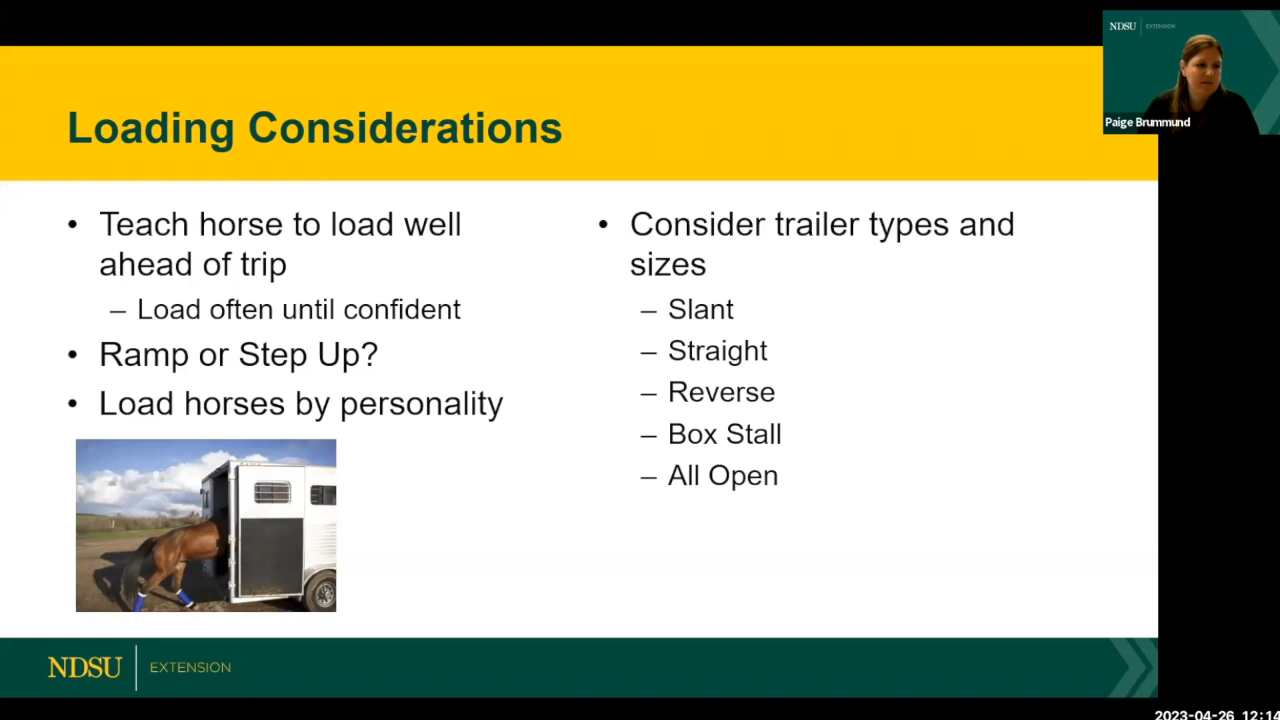 NDSU EXTENSION
Paige Brummund
Loading Considerations
• Teach horse to load well
ahead of trip
– Load often until confident
• Ramp or Step Up?
• Load horses by personality
• Consider trailer types and
sizes
– Slant
– Straight
– Reverse
– Box Stall
– All Open
NDSU EXTENSION
2023-04-26 12:14